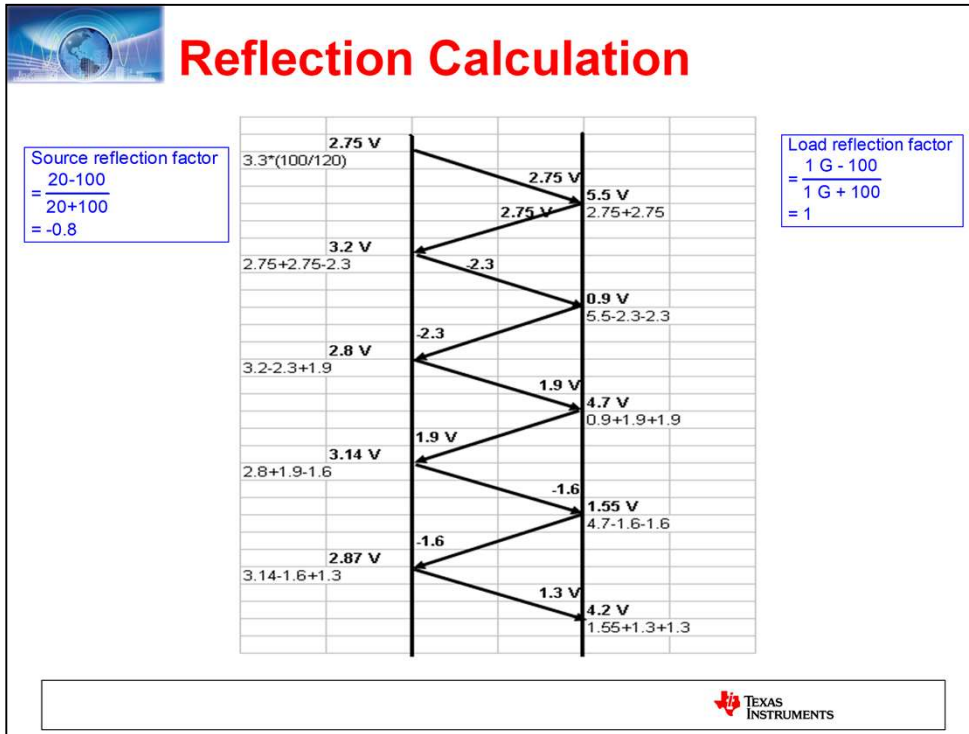 Reflection Calculation
Source reflection factor
= 20-100
20+100
= -0.8
Load reflection factor
= 1 G - 100
1 G + 100
= 1
2.75 V
3.3*(100/120)
2.75 V
5.5 V
2.75+2.75
2.75 V
3.2 V
2.75+2.75-2.3
-2.3
0.9 V
5.5-2.3-2.3
-2.3
2.8 V
3.2-2.3+1.9
1.9 V
4.7 V
0.9+1.9+1.9
1.9 V
3.14 V
2.8+1.9-1.6
-1.6
1.55 V
4.7-1.6-1.6
-1.6
2.87 V
3.14-1.6+1.3
1.3 V
4.2 V
1.55+1.3+1.3
TEXAS
INSTRUMENTS